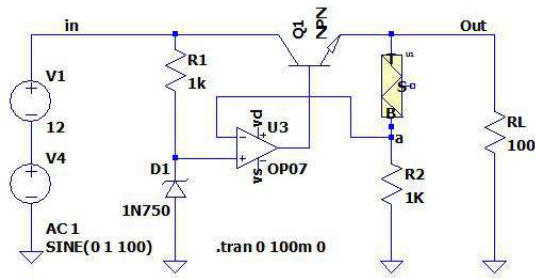 in
Q1
NPN
Out
V1
12
R1
1k
T
U1
S
B
a
vd
U3
OP07
vs
RL
100
V4
D1
1N750
R2
1K
AC 1
SINE(0 1 100)
.tran 0 100m 0